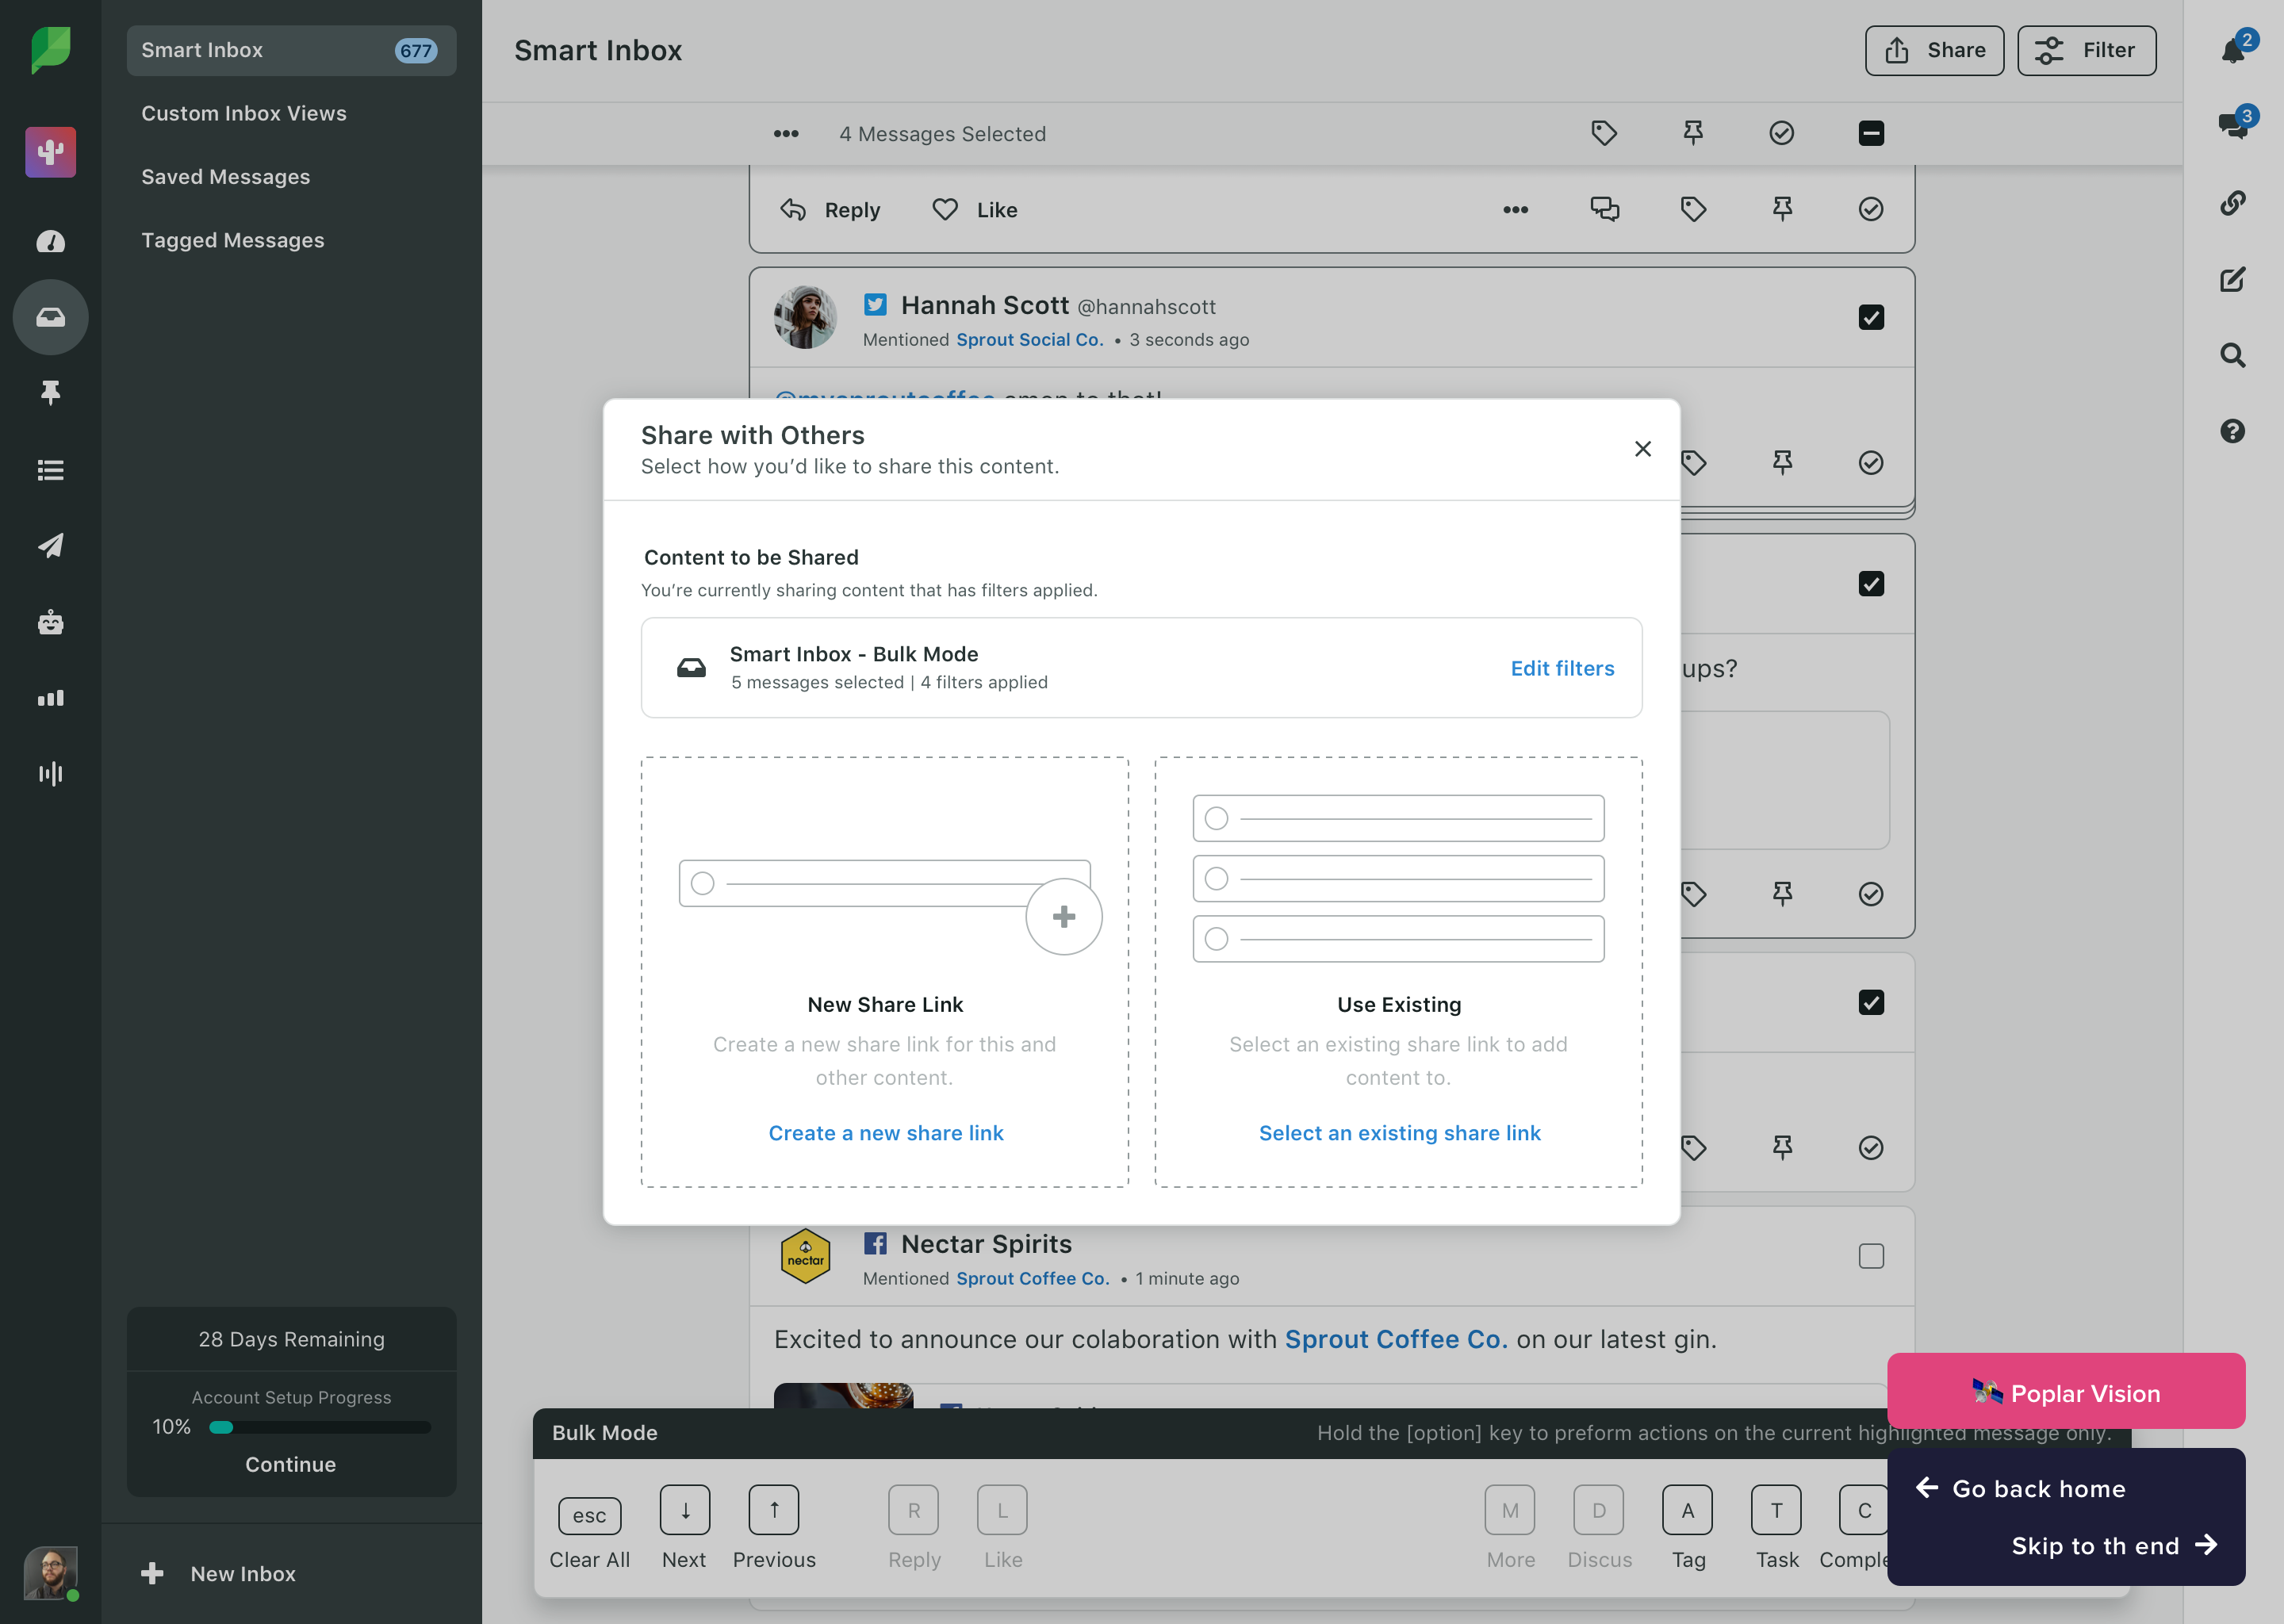 Smart Inbox 677
Custom Inbox Views
Saved Messages
Tagged Messages
28 Days Remaining
Account Setup Progress
10%
Continue
New Inbox
Smart Inbox
Share
Filter
2
3
4 Messages Selected
Reply
Like
Hannah Scott @hannahscott
Mentioned Sprout Social Co. • 3 seconds ago
@mysproutcoffee amen to that!
ups?
Share with Others
Select how you’d like to share this content.
Content to be Shared
You’re currently sharing content that has filters applied.
Smart Inbox - Bulk Mode
5 messages selected | 4 filters applied
Edit filters
New Share Link
Create a new share link for this and
other content.
Create a new share link
Use Existing
Select an existing share link to add
content to.
Select an existing share link
nectar
Nectar Spirits
Mentioned Sprout Coffee Co. • 1 minute ago
Excited to announce our colaboration with Sprout Coffee Co. on our latest gin.
Bulk Mode
Hold the [option] key to preform actions on the current highlighted message only.
esc
Clear All
↓
Next
↑
Previous
R
Reply
L
Like
M
More
D
Discus
A
Tag
T
Task
C
Comple
Poplar Vision
← Go back home
Skip to th end →